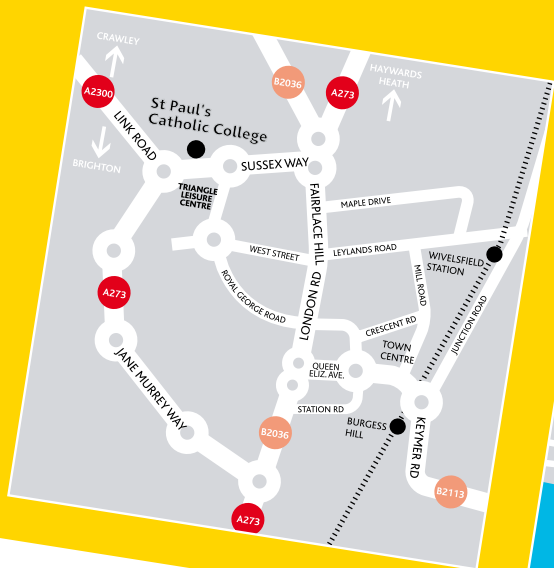 CRAWLEY
A2300
B2036
A273
HAYWARDS
HEATH
St Paul's
Catholic College
LINK ROAD
BRIGHTON
SUSSEX WAY
TRIANGLE
LEISURE
CENTRE
FAIRPLACE HILL
MAPLE DRIVE
WEST STREET
LEYLANDS ROAD
WIVELSFIELD
STATION
A273
ROYAL GEORGE ROAD
LONDON RD
MILL ROAD
CRESCENT RD
JUNCTION ROAD
TOWN
CENTRE
JANE MURREY WAY
QUEEN
ELIZ. AVE.
STATION RD
B2036
BURGESS
HILL
KEYMER RD
B2113
A273